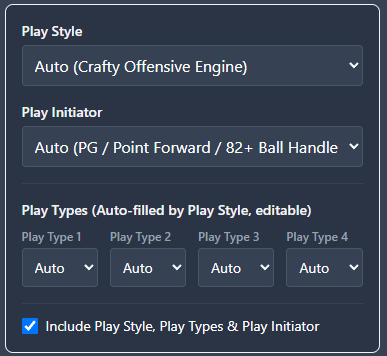 Play Style
Auto (Crafty Offensive Engine)
Play Initiator
Auto (PG / Point Forward / 82+ Ball Handle
Play Types (Auto-filled by Play Style, editable)
Play Type 1 Play Type 2 Play Type 3 Play Type 4
Auto Auto Auto Auto
Include Play Style, Play Types & Play Initiator